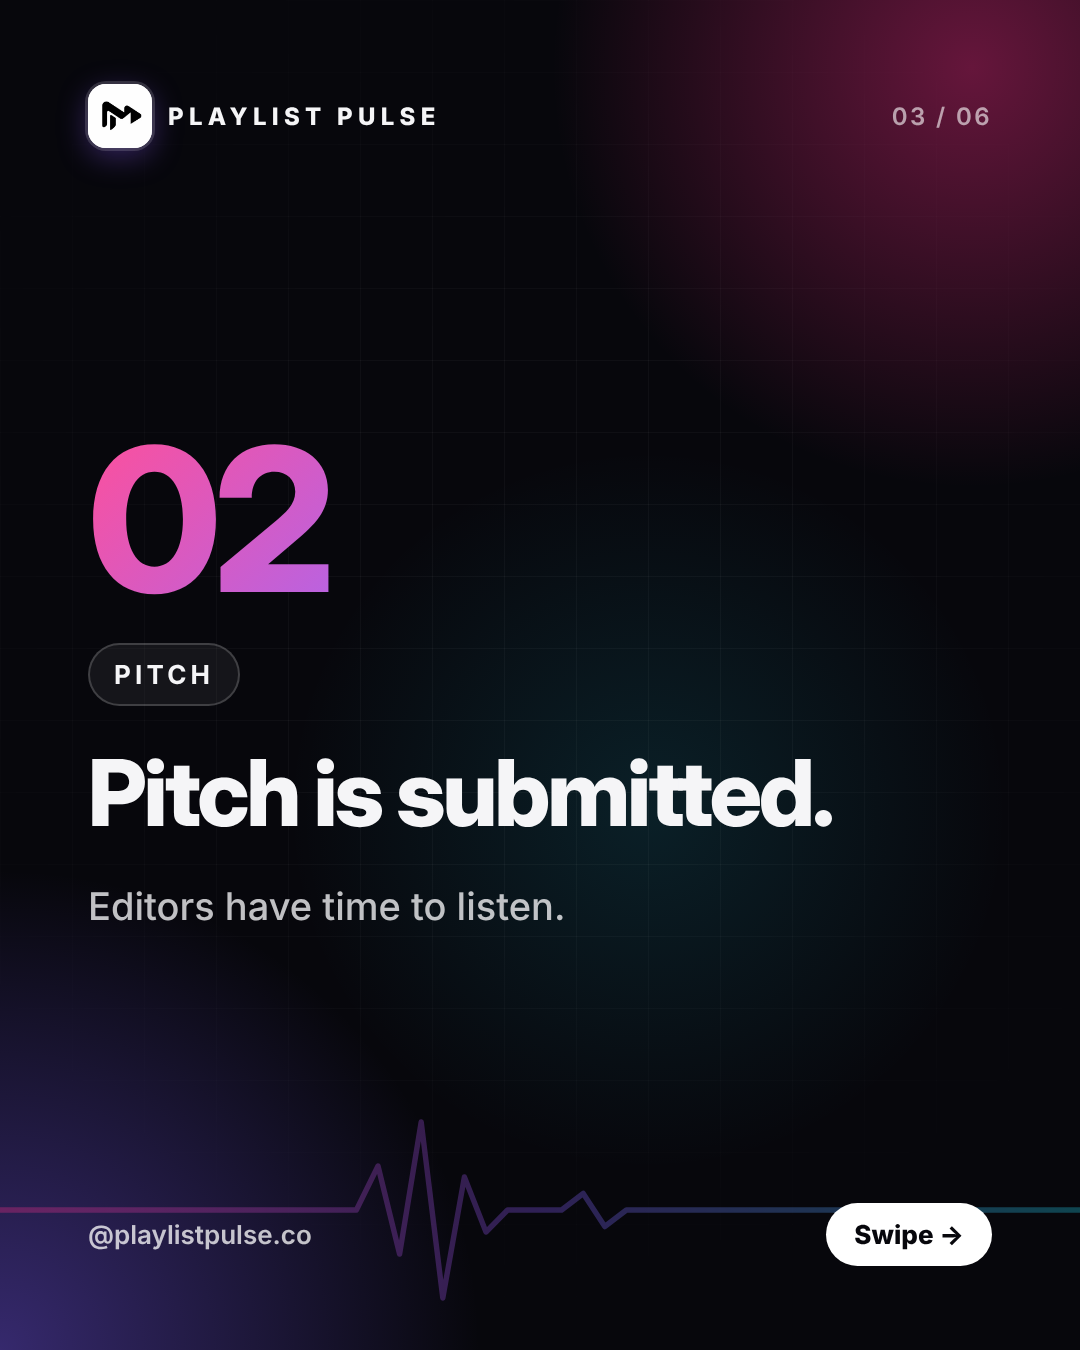 PLAYLIST PULSE
03 / 06
02
PITCH
Pitch is submitted.
Editors have time to listen.
@playlistpulse.co
Swipe →